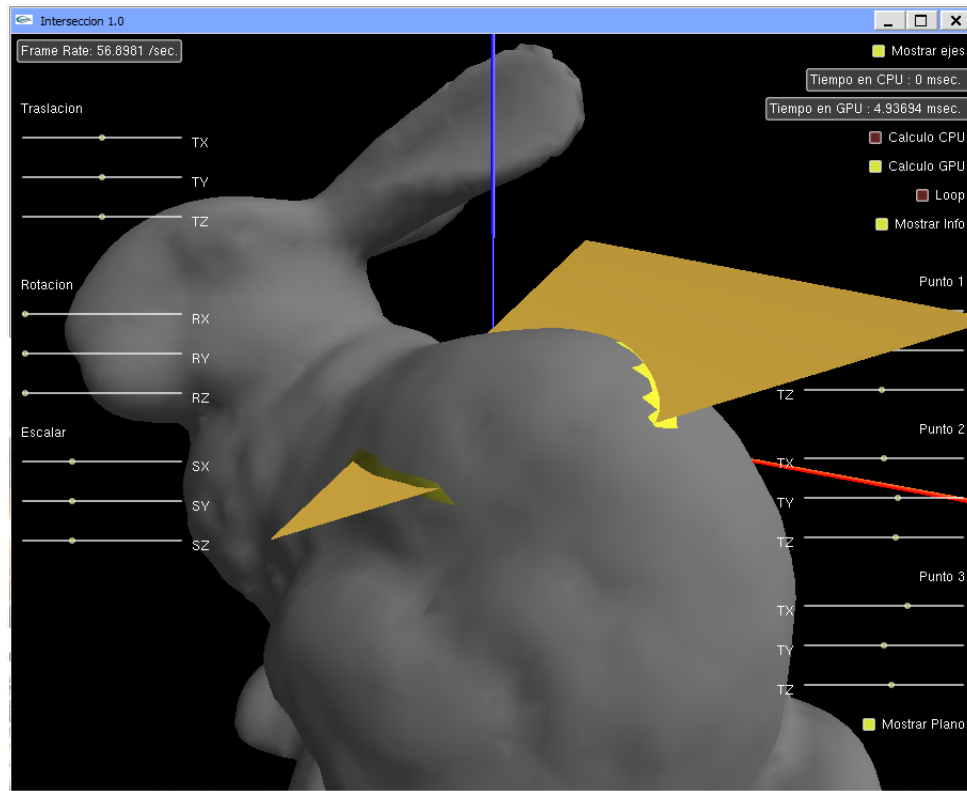 Interseccion 1.0
Frame Rate: 56.8981 /sec.
Traslacion
TX
TY
TZ
Rotacion
RX
RY
RZ
Escalar
SX
SY
SZ
Mostrar ejes
Tiempo en CPU : 0 msec.
Tiempo en GPU : 4.93694 msec.
Calculo CPU
Calculo GPU
Loop
Mostrar Info
Punto 1
TZ
Punto 2
TX
TY
TZ
Punto 3
TX
TY
TZ
Mostrar Plano